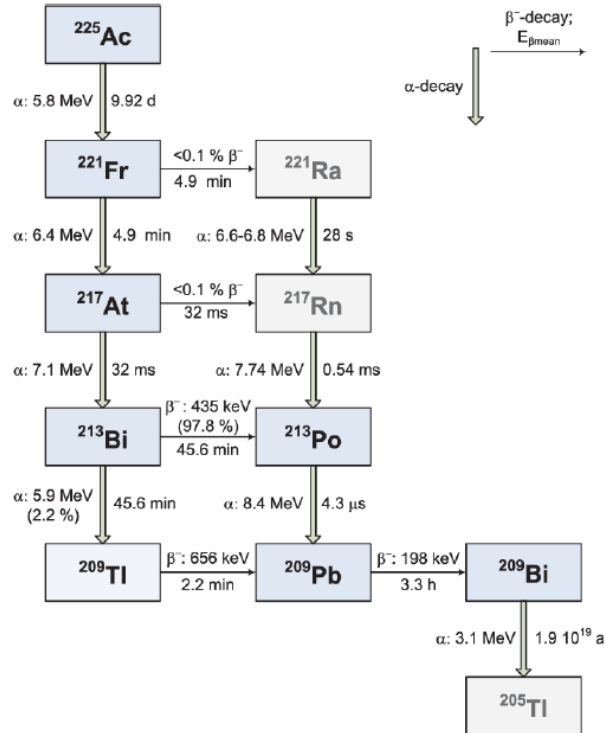 ²²⁵Ac
β⁻-decay;
E_βmean
α-decay
α: 5.8 MeV 9.92 d
²²¹Fr
<0.1 % β⁻
4.9 min
²²¹Ra
α: 6.4 MeV 4.9 min
α: 6.6-6.8 MeV 28 s
²¹⁷At
<0.1 % β⁻
32 ms
²¹⁷Rn
α: 7.1 MeV 32 ms
α: 7.74 MeV 0.54 ms
²¹³Bi
β⁻: 435 keV
(97.8 %)
45.6 min
²¹³Po
α: 5.9 MeV
(2.2 %)
45.6 min
α: 8.4 MeV 4.3 μs
²⁰⁹Tl
β⁻: 656 keV
2.2 min
²⁰⁹Pb
β⁻: 198 keV
3.3 h
²⁰⁹Bi
α: 3.1 MeV 1.9 10¹⁹ a
²⁰⁵Tl